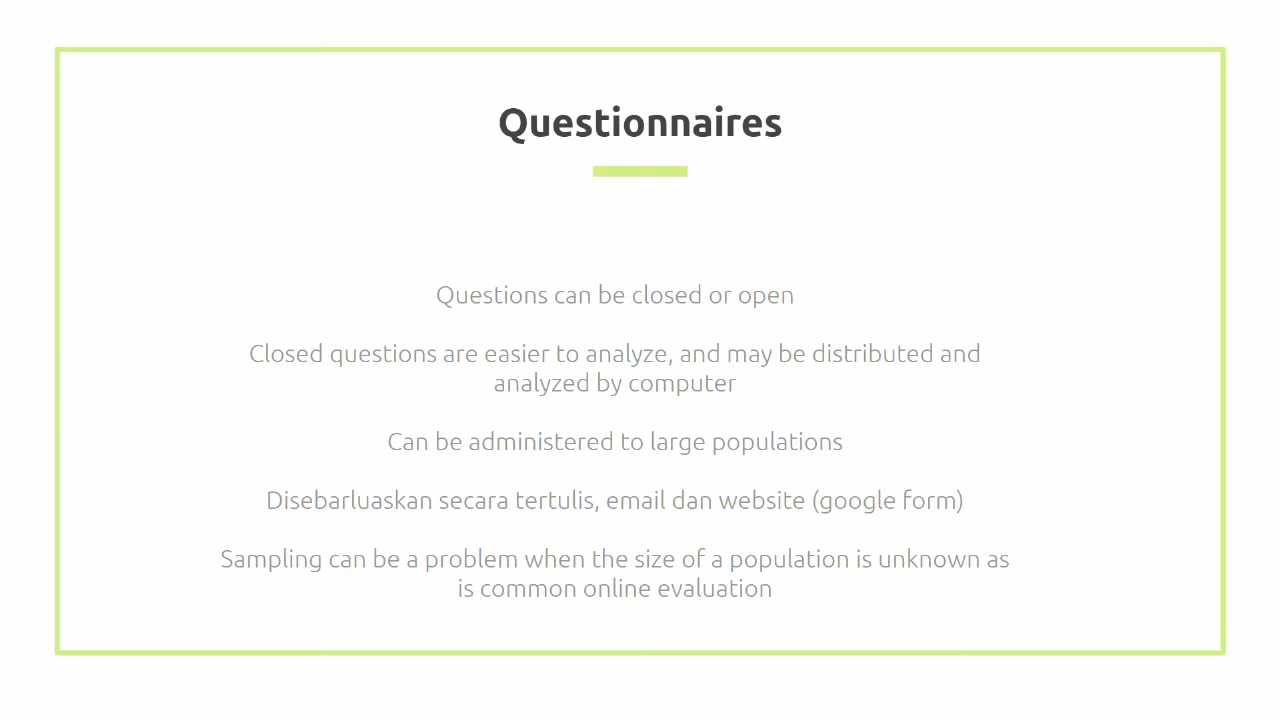 Questionnaires
Questions can be closed or open
Closed questions are easier to analyze, and may be distributed and
analyzed by computer
Can be administered to large populations
Disebarluaskan secara tertulis, email dan website (google form)
Sampling can be a problem when the size of a population is unknown as
is common online evaluation